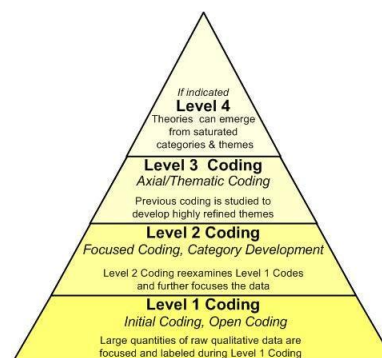 If indicated
Level 4
Theories can emerge
from saturated
categories & themes
Level 3 Coding
Axial/Thematic Coding
Previous coding is studied to
develop highly refined themes
Level 2 Coding
Focused Coding, Category Development
Level 2 Coding reexamines Level 1 Codes
and further focuses the data
Level 1 Coding
Initial Coding, Open Coding
Large quantities of raw qualitative data are
focused and labeled during Level 1 Coding